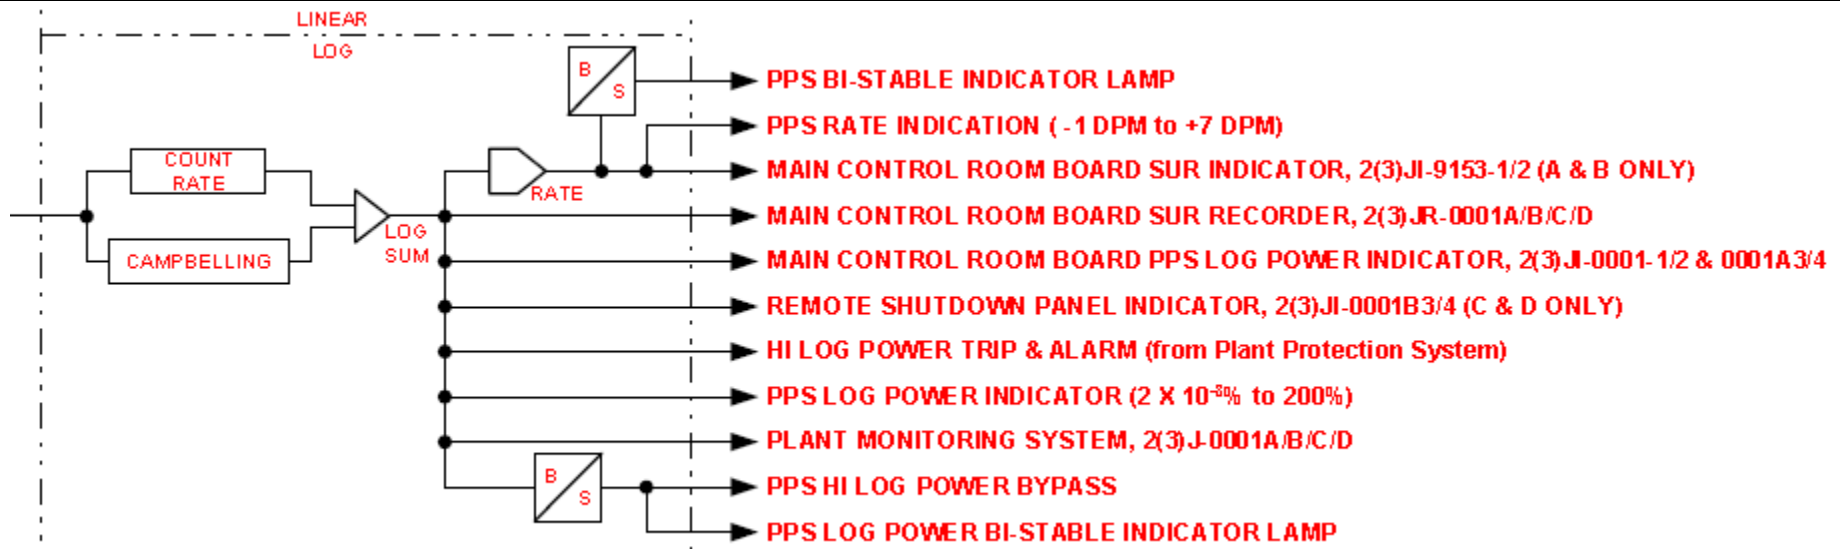 LINEAR
LOG
B
S
PPS BI-STABLE INDICATOR LAMP
PPS RATE INDICATION ( -1 DPM to +7 DPM)
COUNT
RATE
RATE
MAIN CONTROL ROOM BOARD SUR INDICATOR, 2(3)JI-9153-1/2 (A & B ONLY)
MAIN CONTROL ROOM BOARD SUR RECORDER, 2(3)JR-0001A/B/C/D
LOG
SUM
CAMPBELLING
MAIN CONTROL ROOM BOARD PPS LOG POWER INDICATOR, 2(3)JI-0001-1/2 & 0001A3/4
REMOTE SHUTDOWN PANEL INDICATOR, 2(3)JI-0001B3/4 (C & D ONLY)
HI LOG POWER TRIP & ALARM (from Plant Protection System)
PPS LOG POWER INDICATOR (2 X 10⁻⁸% to 200%)
PLANT MONITORING SYSTEM, 2(3)J-0001A/B/C/D
B
S
PPS HI LOG POWER BYPASS
PPS LOG POWER BI-STABLE INDICATOR LAMP